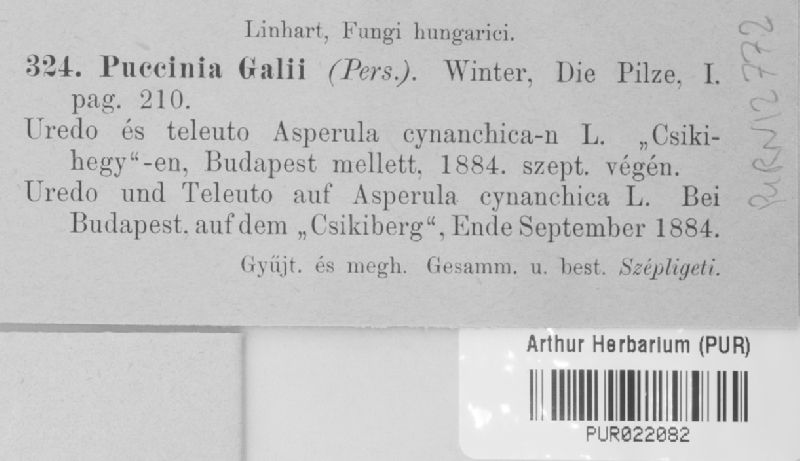 Linhart, Fungi hungarici.
324. Puccinia Galii (Pers.). Winter, Die Pilze, I.
pag. 210.
Uredo és teleuto Asperula cynanchica-n L. „Csiki-
hegy“-en, Budapest mellett, 1884. szept. végén.
Uredo und Teleuto auf Asperula cynanchica L. Bei
Budapest. auf dem „Csikiberg“, Ende September 1884.
Gyűjt. és megh. Gesamm. u. best. Szépligeti.
PURN12772
Arthur Herbarium (PUR)
PUR022082